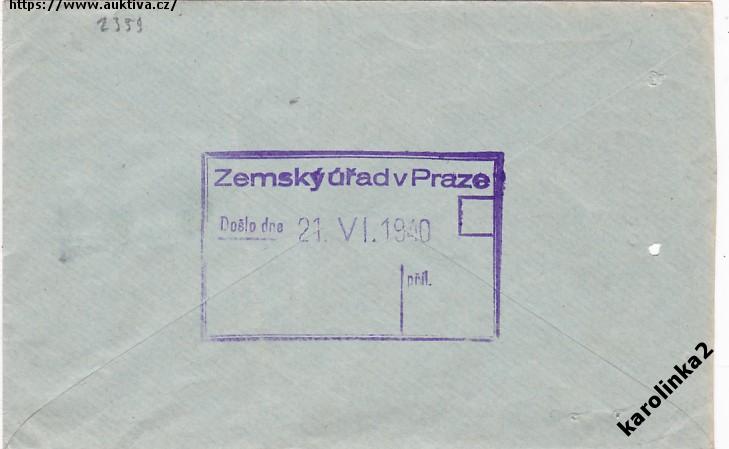 https://www.auktiva.cz/
2359
Zemský úřad v Praze
Došlo dne 21. VI. 1940
příl.
karolinka2